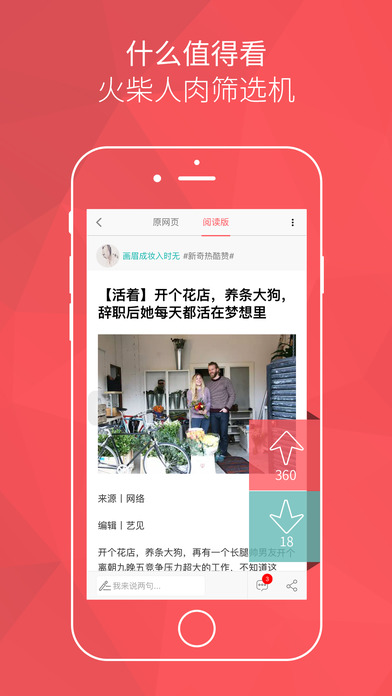 什么值得看
火柴人肉筛选机
原网页
阅读版
画眉成妆入时无 #新奇热酷赞#
【活着】开个花店，养条大狗，
辞职后她每天都活在梦想里
360
18
来源丨网络
编辑丨艺见
开个花店，养条大狗，再有一个长腿帅男友开个
离朝九晚五竞争压力超大的工作，不知道这
我来说两句...
3